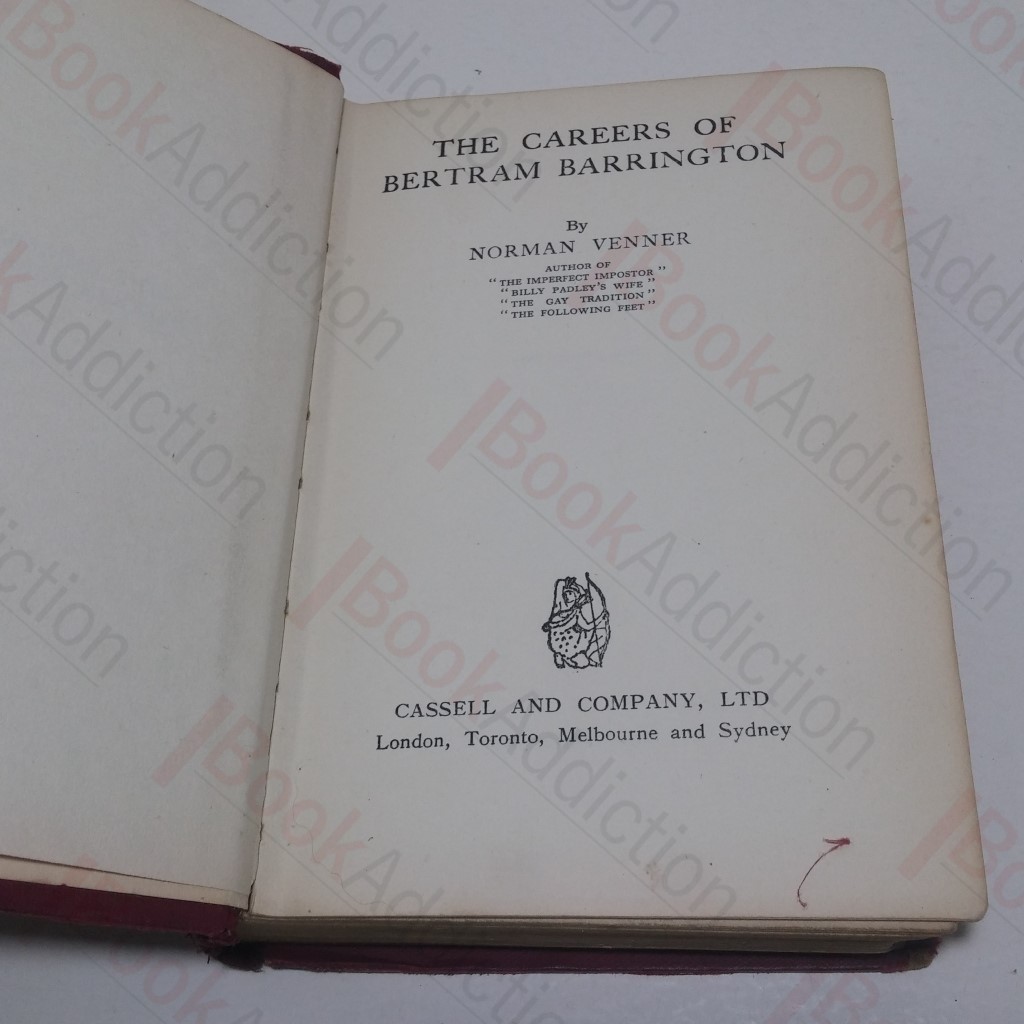 THE CAREERS OF
BERTRAM BARRINGTON
By
NORMAN VENNER
AUTHOR OF
"THE IMPERFECT IMPOSTOR"
"BILLY PADLEY'S WIFE"
"THE GAY TRADITION"
"THE FOLLOWING FEET"
CASSELL AND COMPANY, LTD
London, Toronto, Melbourne and Sydney
BookAddiction